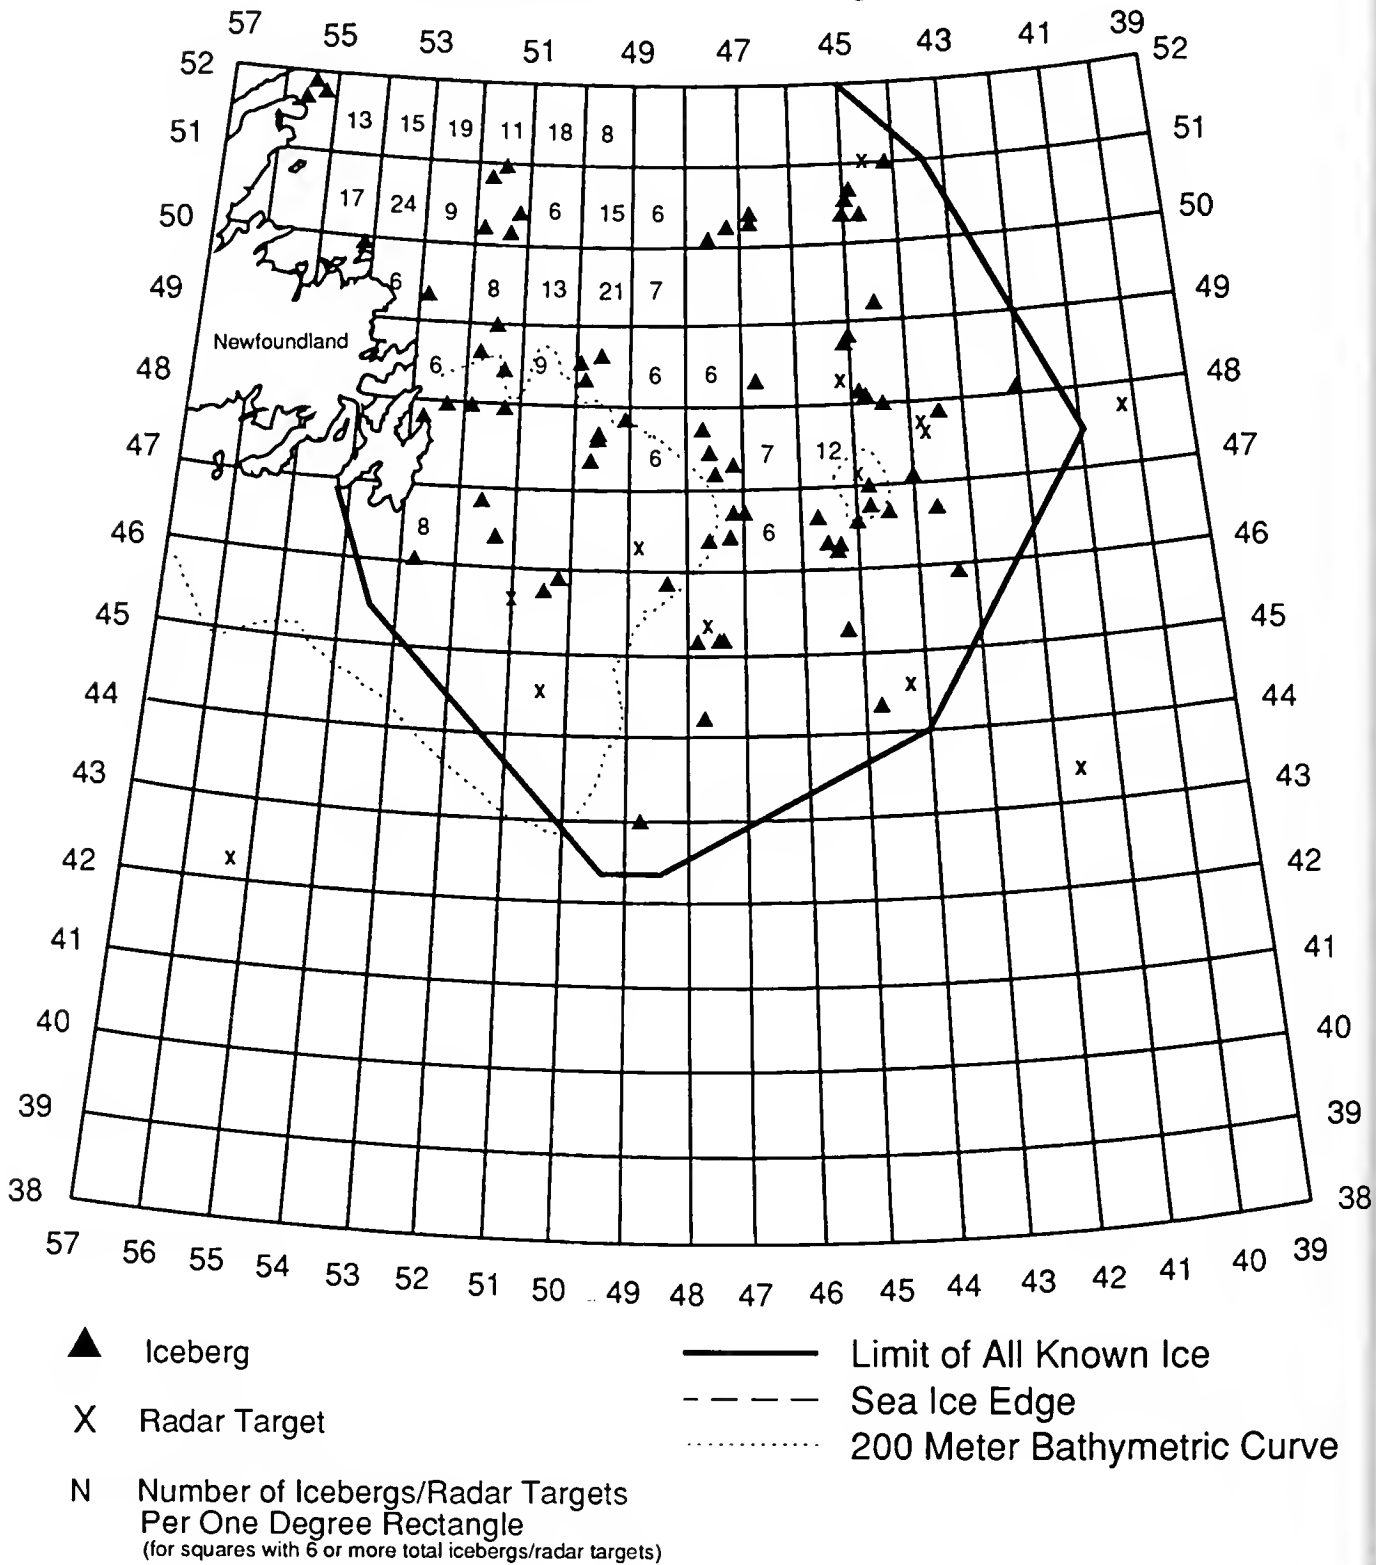 57 55 53 51 49 47 45 43 41 39
52 52
13 15 19 11 18 8
51 51
X
17 24 9 6 15 6
50 50
6 8 13 21 7
49 49
Newfoundland
6 9 6 6
X
48 48
X
X
X
6 7 12
X
47 47
8 6
X
46 46
X
X
45 45
X X
44 44
X
43 43
X
42 42
41 41
40 40
39 39
38 38
57 56 55 54 53 52 51 50 49 48 47 46 45 44 43 42 41 40 39
Iceberg
X Radar Target
N Number of Icebergs/Radar Targets
Per One Degree Rectangle
(for squares with 6 or more total icebergs/radar targets)
Limit of All Known Ice
Sea Ice Edge
200 Meter Bathymetric Curve